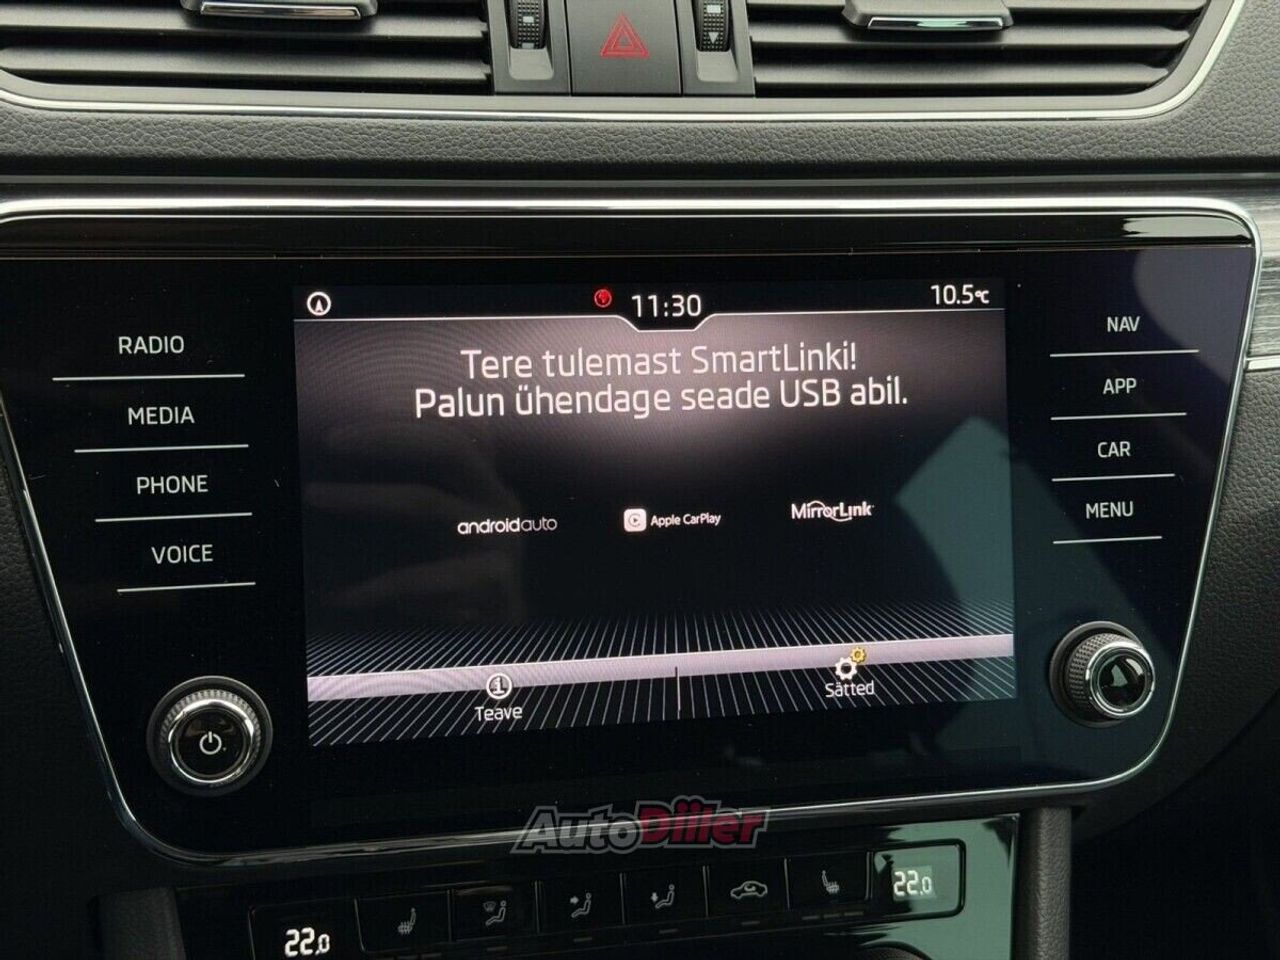 11:30
10.5°C
RADIO
MEDIA
PHONE
VOICE
Tere tulemast SmartLinki!
Palun ühendage seade USB abil.
androidauto
Apple CarPlay
MirrorLink
Teave
Sätted
NAV
APP
CAR
MENU
AutoDiiler
22.0
22.0